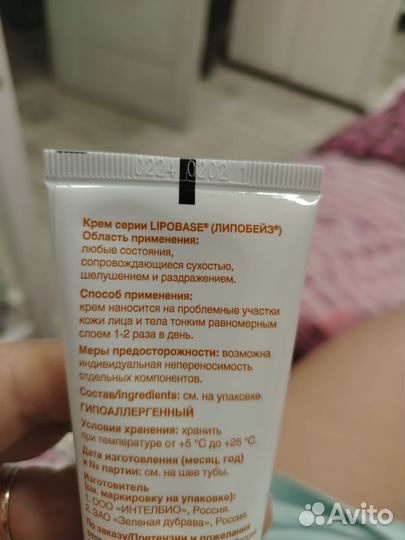 0224 0202 1
Крем серии LIPOBASE® (ЛИПОБЕЙЗ®)
Область применения:
любые состояния,
сопровождающиеся сухостью,
шелушением и раздражением.
Способ применения:
крем наносится на проблемные участки
кожи лица и тела тонким равномерным
слоем 1-2 раза в день.
Меры предосторожности: возможна
индивидуальная непереносимость
отдельных компонентов.
Состав/Ingredients: см. на упаковке.
ГИПОАЛЛЕРГЕННЫЙ
Условия хранения: хранить
при температуре от +5 °С до +25 °С.
Дата изготовления (месяц, год)
и № партии: см. на шве тубы.
Изготовитель
(см. маркировку на упаковке):
1. ООО «ИНТЕЛБИО», Россия.
2. ЗАО «Зеленая дубрава», Россия.
По заказу/Претензии и пожелания
Avito